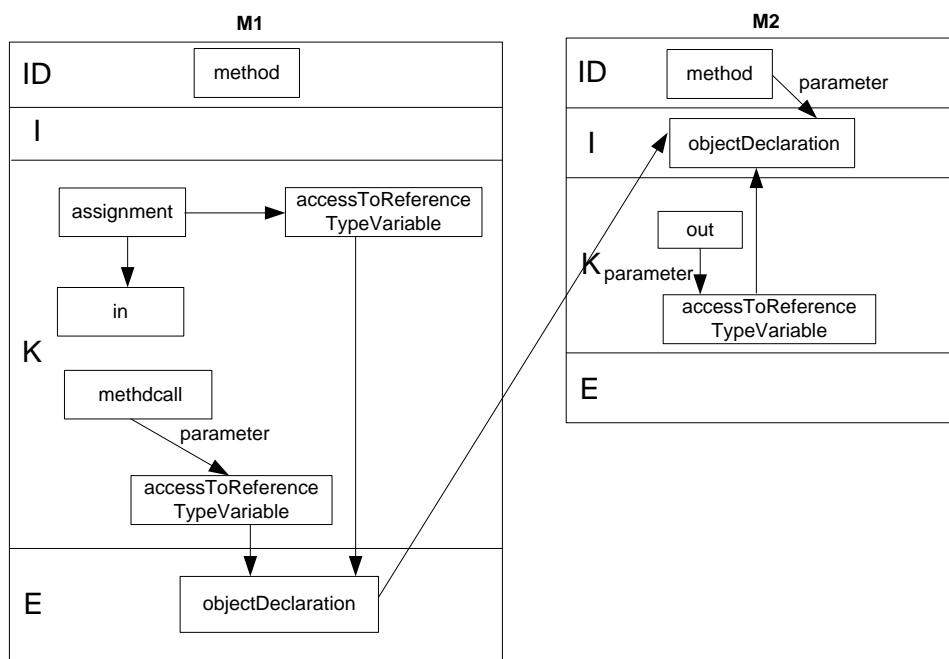 M1
ID
method
I
assignment
accessToReference
TypeVariable
in
K
methdcall
parameter
accessToReference
TypeVariable
E
objectDeclaration
M2
ID
method
parameter
I
objectDeclaration
out
K
parameter
accessToReference
TypeVariable
E